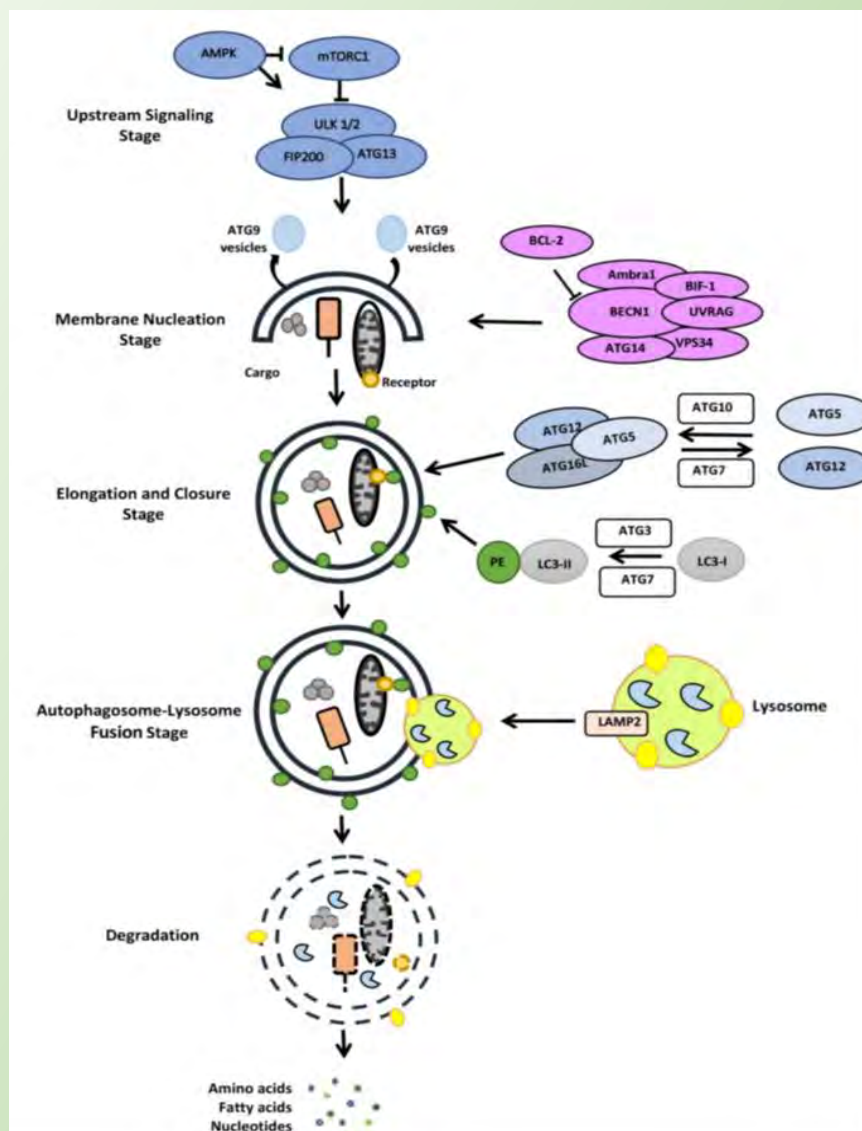 AMPK
mTORC1
Upstream Signaling
Stage
ULK 1/2
FIP200
ATG13
ATG9
vesicles
ATG9
vesicles
BCL-2
Ambra1
BIF-1
BECN1
UVRAG
ATG14
VPS34
Membrane Nucleation
Stage
Cargo
Receptor
ATG12
ATG5
ATG16L
ATG10
ATG7
ATG5
ATG12
Elongation and Closure
Stage
PE
LC3-II
ATG3
ATG7
LC3-I
Autophagosome-Lysosome
Fusion Stage
LAMP2
Lysosome
Degradation
Amino acids
Fatty acids
Nucleotides